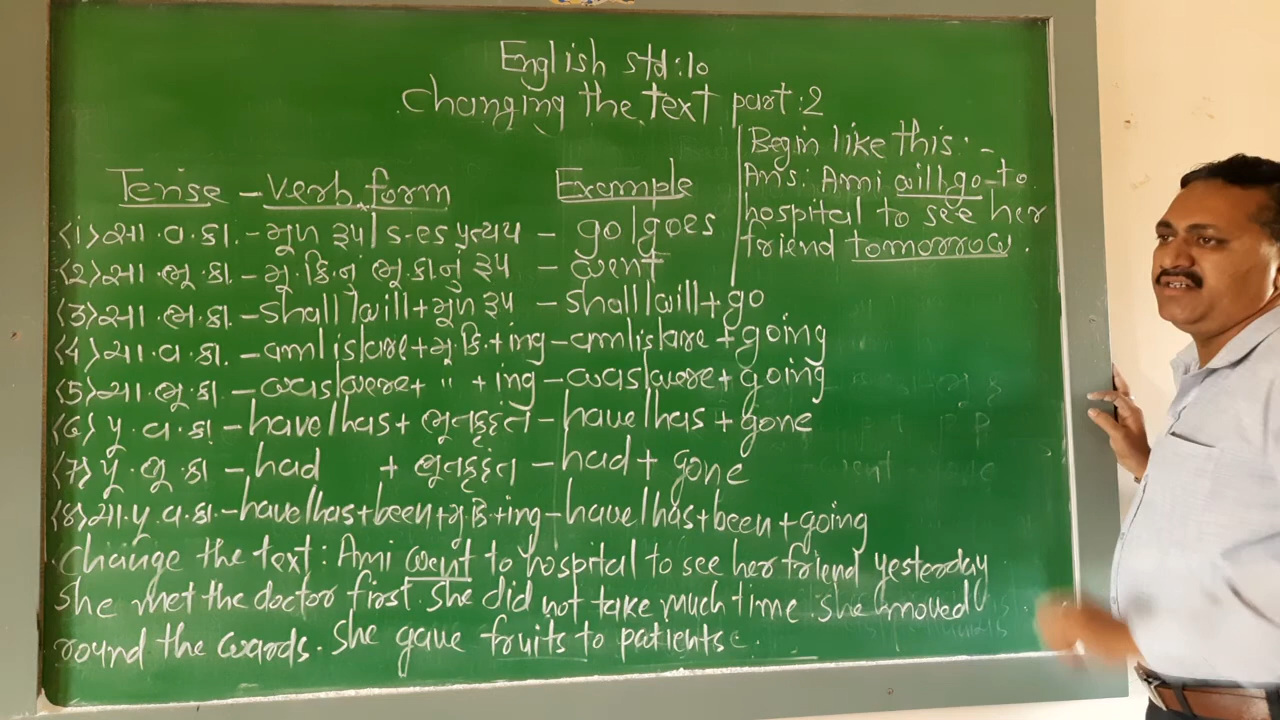 English std:10
Changing the Text part:2
Tense - Verb form Example
<1> સા.વ.કા. - મૂળ રૂપ / s-es પ્રત્યય - go/goes
<2> સા.ભૂ.કા - મૂ.ક્રિ.નું ભૂ.કા.નું રૂપ - went
<3> સા.ભ.કા. - shall/will + મૂળ રૂપ - shall/will + go
<4> ચા.વ.કા. - am/is/are + મૂ.ક્રિ. + ing - am/is/are + going
<5> ચા.ભૂ.કા. - was/were + " + ing - was/were + going
<6> પૂ.વ.કા - have/has + ભૂતકૃદંત - have/has + gone
<7> પૂ.ભૂ.કા - had + ભૂતકૃદંત - had + gone
<8> ચા.પૂ.વ.કા. - have/has + been + મૂ.ક્રિ + ing - have/has + been + going
Change the text: Ami went to hospital to see her friend yesterday
She met the doctor first. She did not take much time. She moved
round the wards. She gave fruits to patients.
Begin like this: -
Ans: Ami will go to
hospital to see her
friend tomorrow.